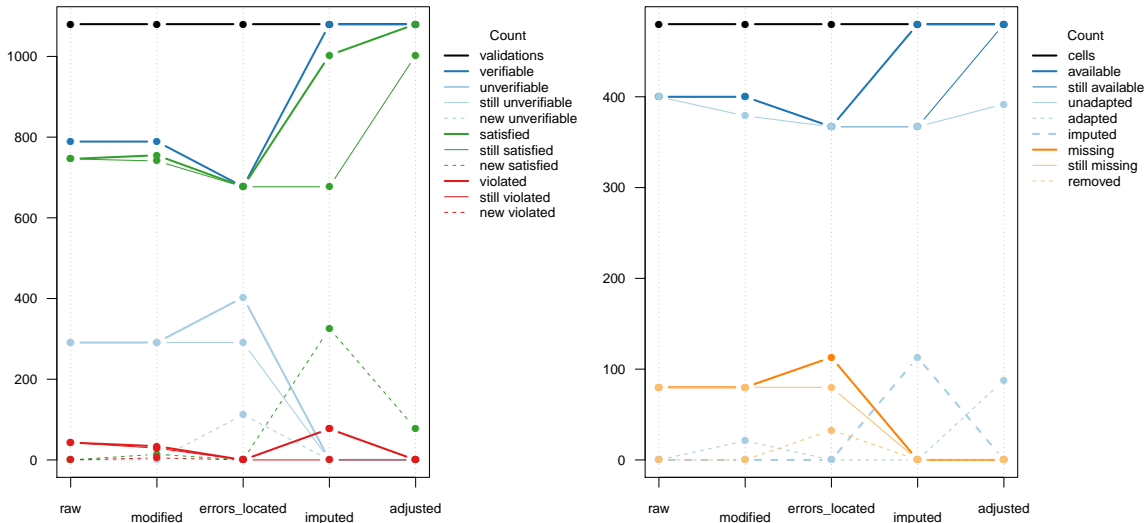 Count
validations
verifiable
unverifiable
still unverifiable
new unverifiable
satisfied
still satisfied
new satisfied
violated
still violated
new violated
1000
800
600
400
200
0
raw
modified
errors_located
imputed
adjusted
Count
cells
available
still available
unadapted
adapted
imputed
missing
still missing
removed
400
300
200
100
0
raw
modified
errors_located
imputed
adjusted